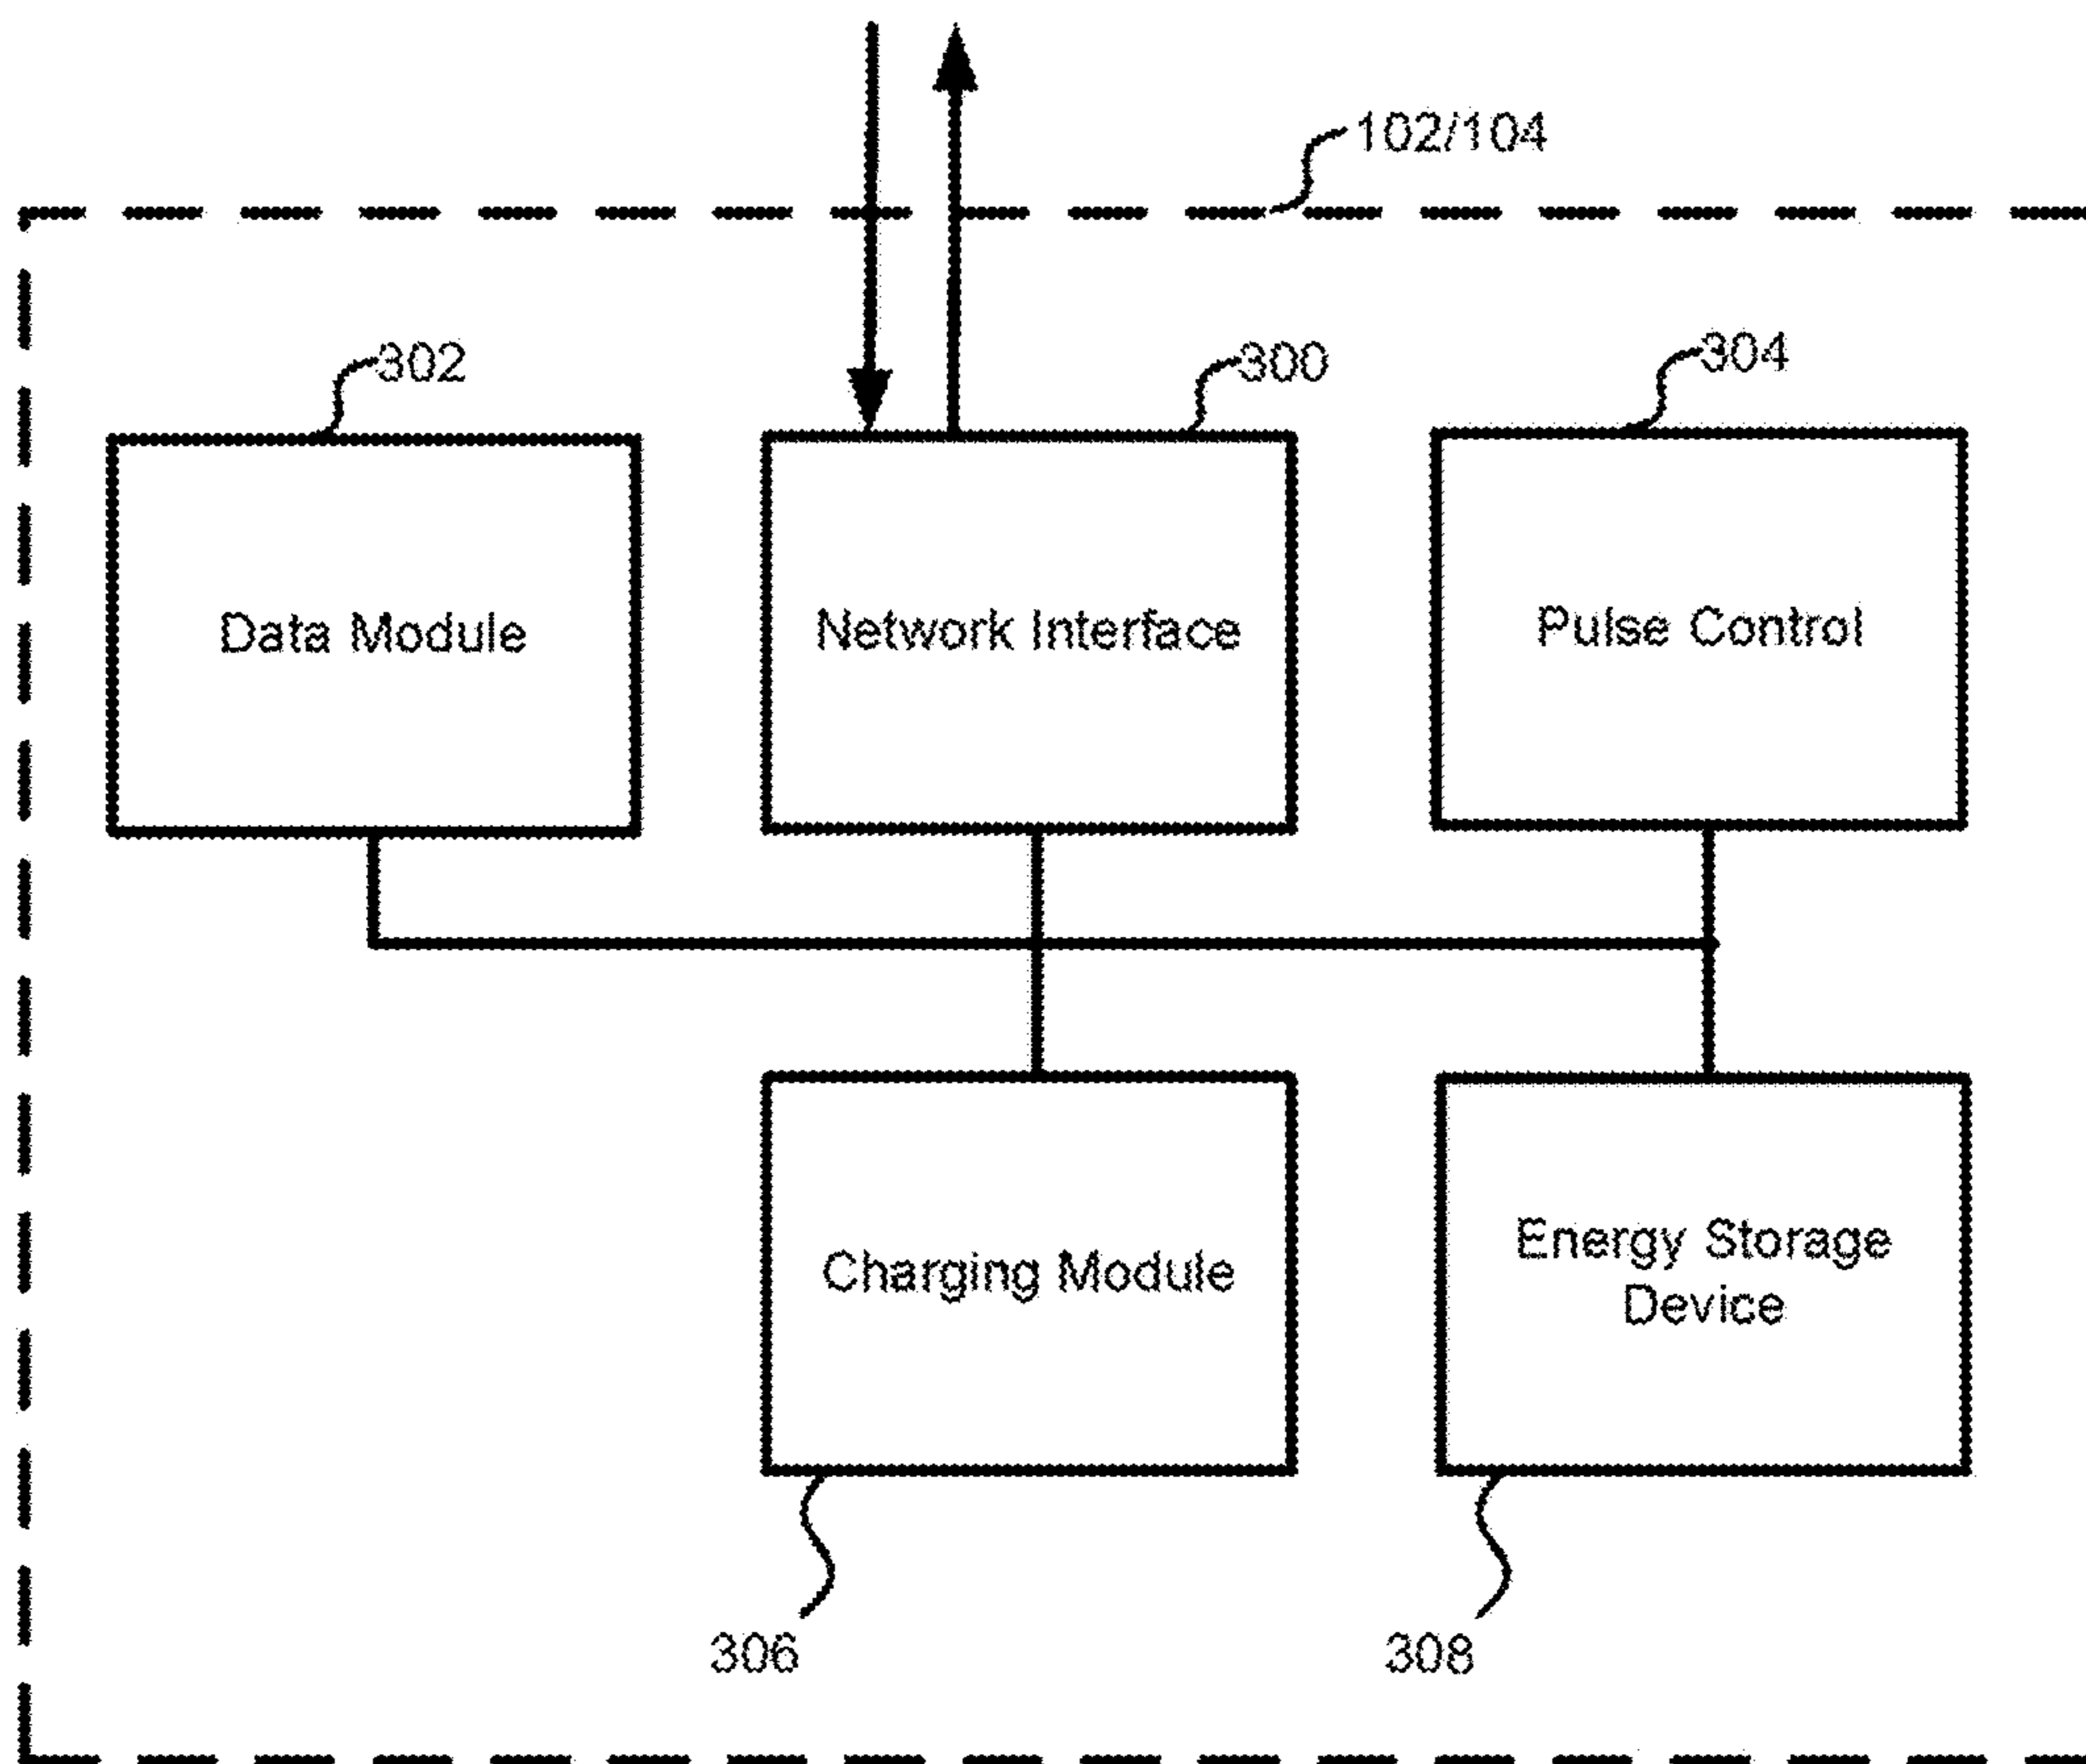 102/104
302
300
304
Data Module
Network Interface
Pulse Control
Charging Module
Energy Storage
Device
306
308